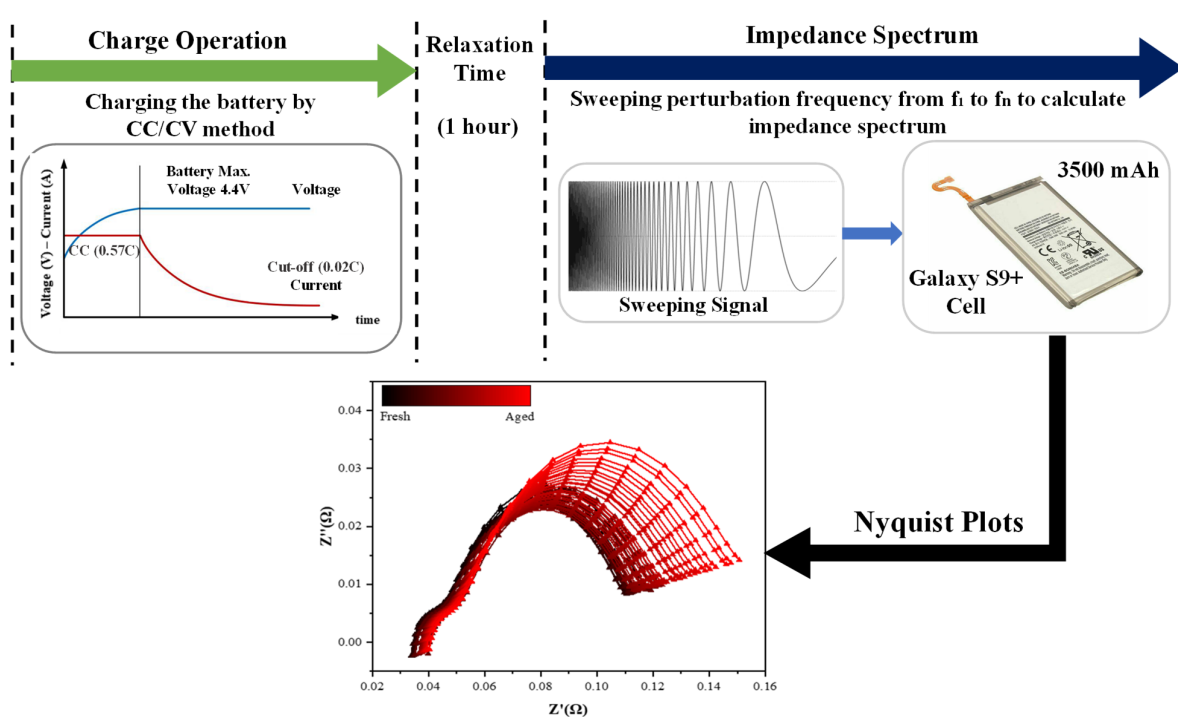 Charge Operation
Charging the battery by
CC/CV method
Voltage (V) – Current (A)
Battery Max.
Voltage 4.4V
Voltage
CC (0.57C)
Cut-off (0.02C)
Current
time
Relaxation
Time
(1 hour)
Impedance Spectrum
Sweeping perturbation frequency from f₁ to fₙ to calculate
impedance spectrum
Sweeping Signal
3500 mAh
Galaxy S9+
Cell
Nyquist Plots
Fresh
Aged
Z''(Ω)
0.04
0.03
0.02
0.01
0.00
0.02
0.04
0.06
0.08
0.10
0.12
0.14
0.16
Z'(Ω)